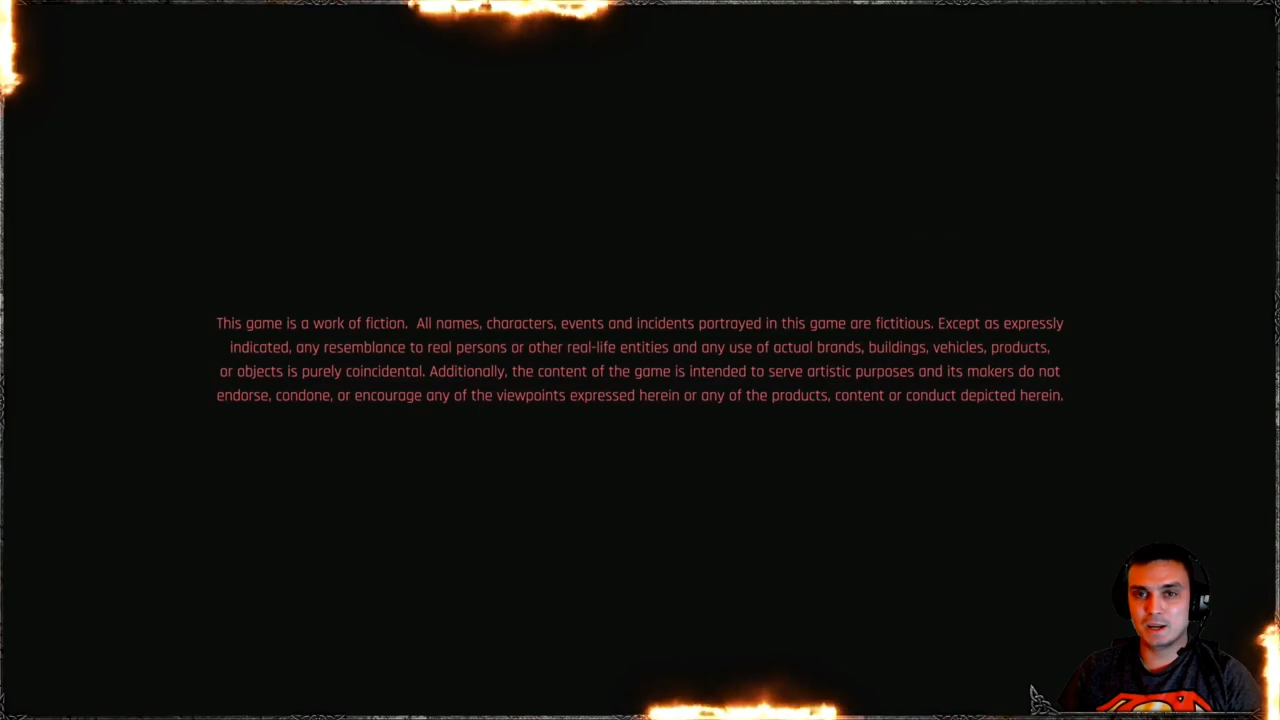 This game is a work of fiction.  All names, characters, events and incidents portrayed in this game are fictitious. Except as expressly
indicated, any resemblance to real persons or other real-life entities and any use of actual brands, buildings, vehicles, products,
or objects is purely coincidental. Additionally, the content of the game is intended to serve artistic purposes and its makers do not
endorse, condone, or encourage any of the viewpoints expressed herein or any of the products, content or conduct depicted herein.